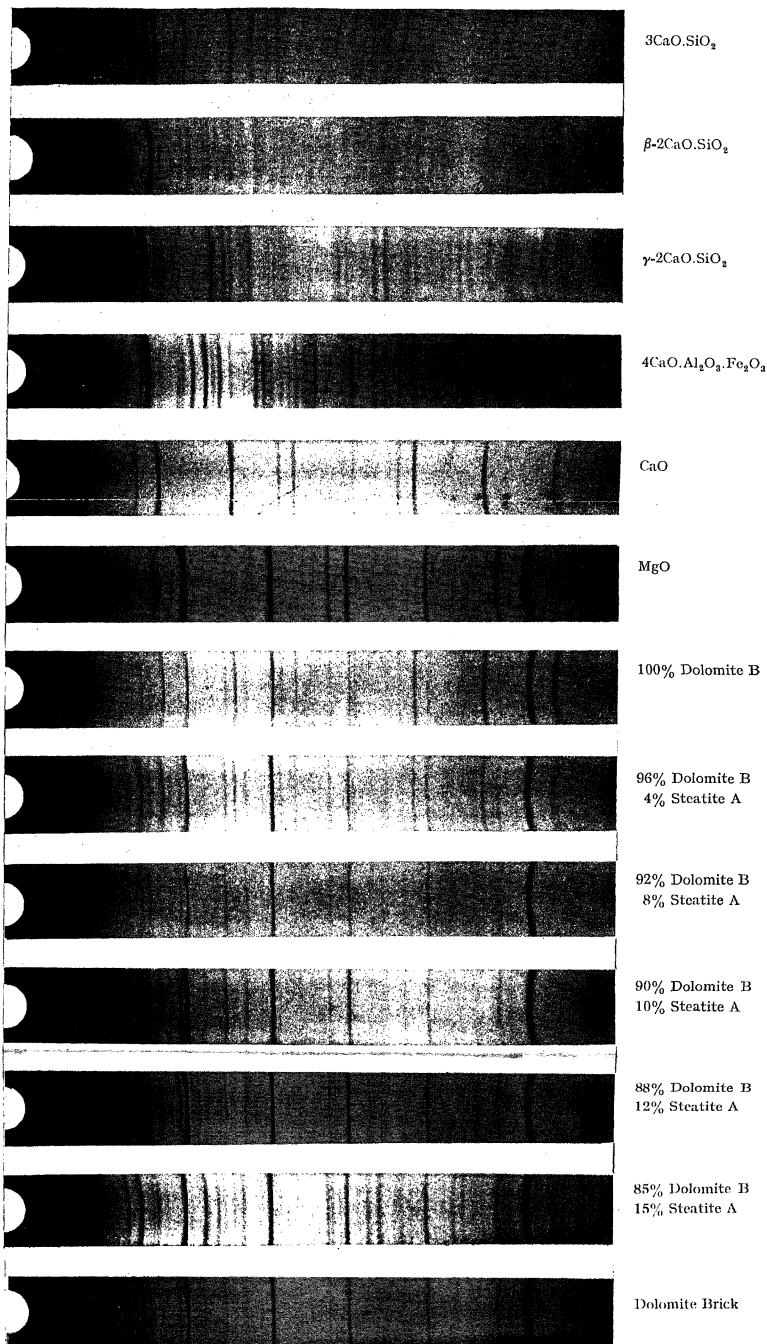 3CaO.SiO₂
β-2CaO.SiO₂
γ-2CaO.SiO₂
4CaO.Al₂O₃.Fe₂O₃
CaO
MgO
100% Dolomite B
96% Dolomite B
4% Steatite A
92% Dolomite B
8% Steatite A
90% Dolomite B
10% Steatite A
88% Dolomite B
12% Steatite A
85% Dolomite B
15% Steatite A
Dolomite Brick